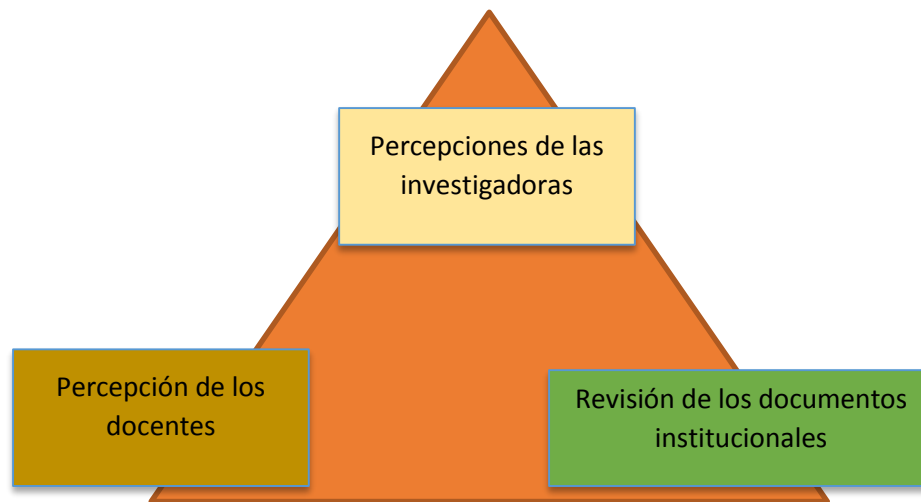 Percepciones de las
investigadoras
Percepción de los
docentes
Revisión de los documentos
institucionales